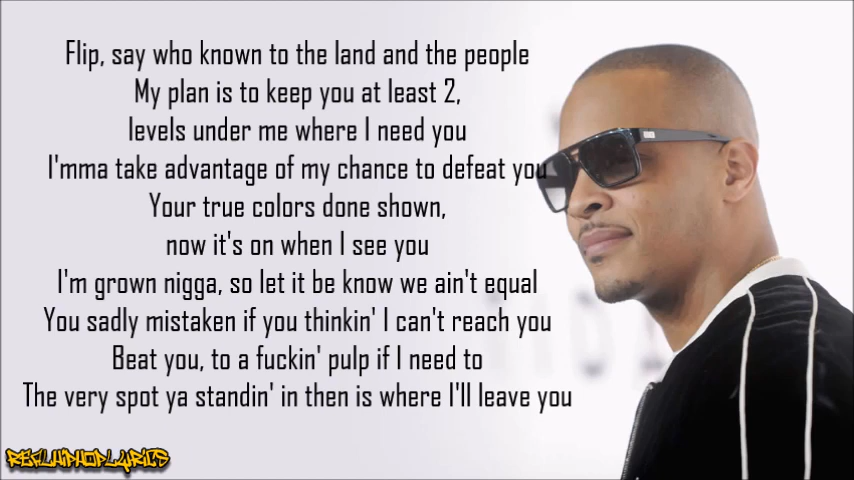 Flip, say who known to the land and the people
My plan is to keep you at least 2,
levels under me where I need you
I'mma take advantage of my chance to defeat you
Your true colors done shown,
now it's on when I see you
I'm grown nigga, so let it be know we ain't equal
You sadly mistaken if you thinkin' I can't reach you
Beat you, to a fuckin' pulp if I need to
The very spot ya standin' in then is where I'll leave you
REFLHIPHOPLYRICS